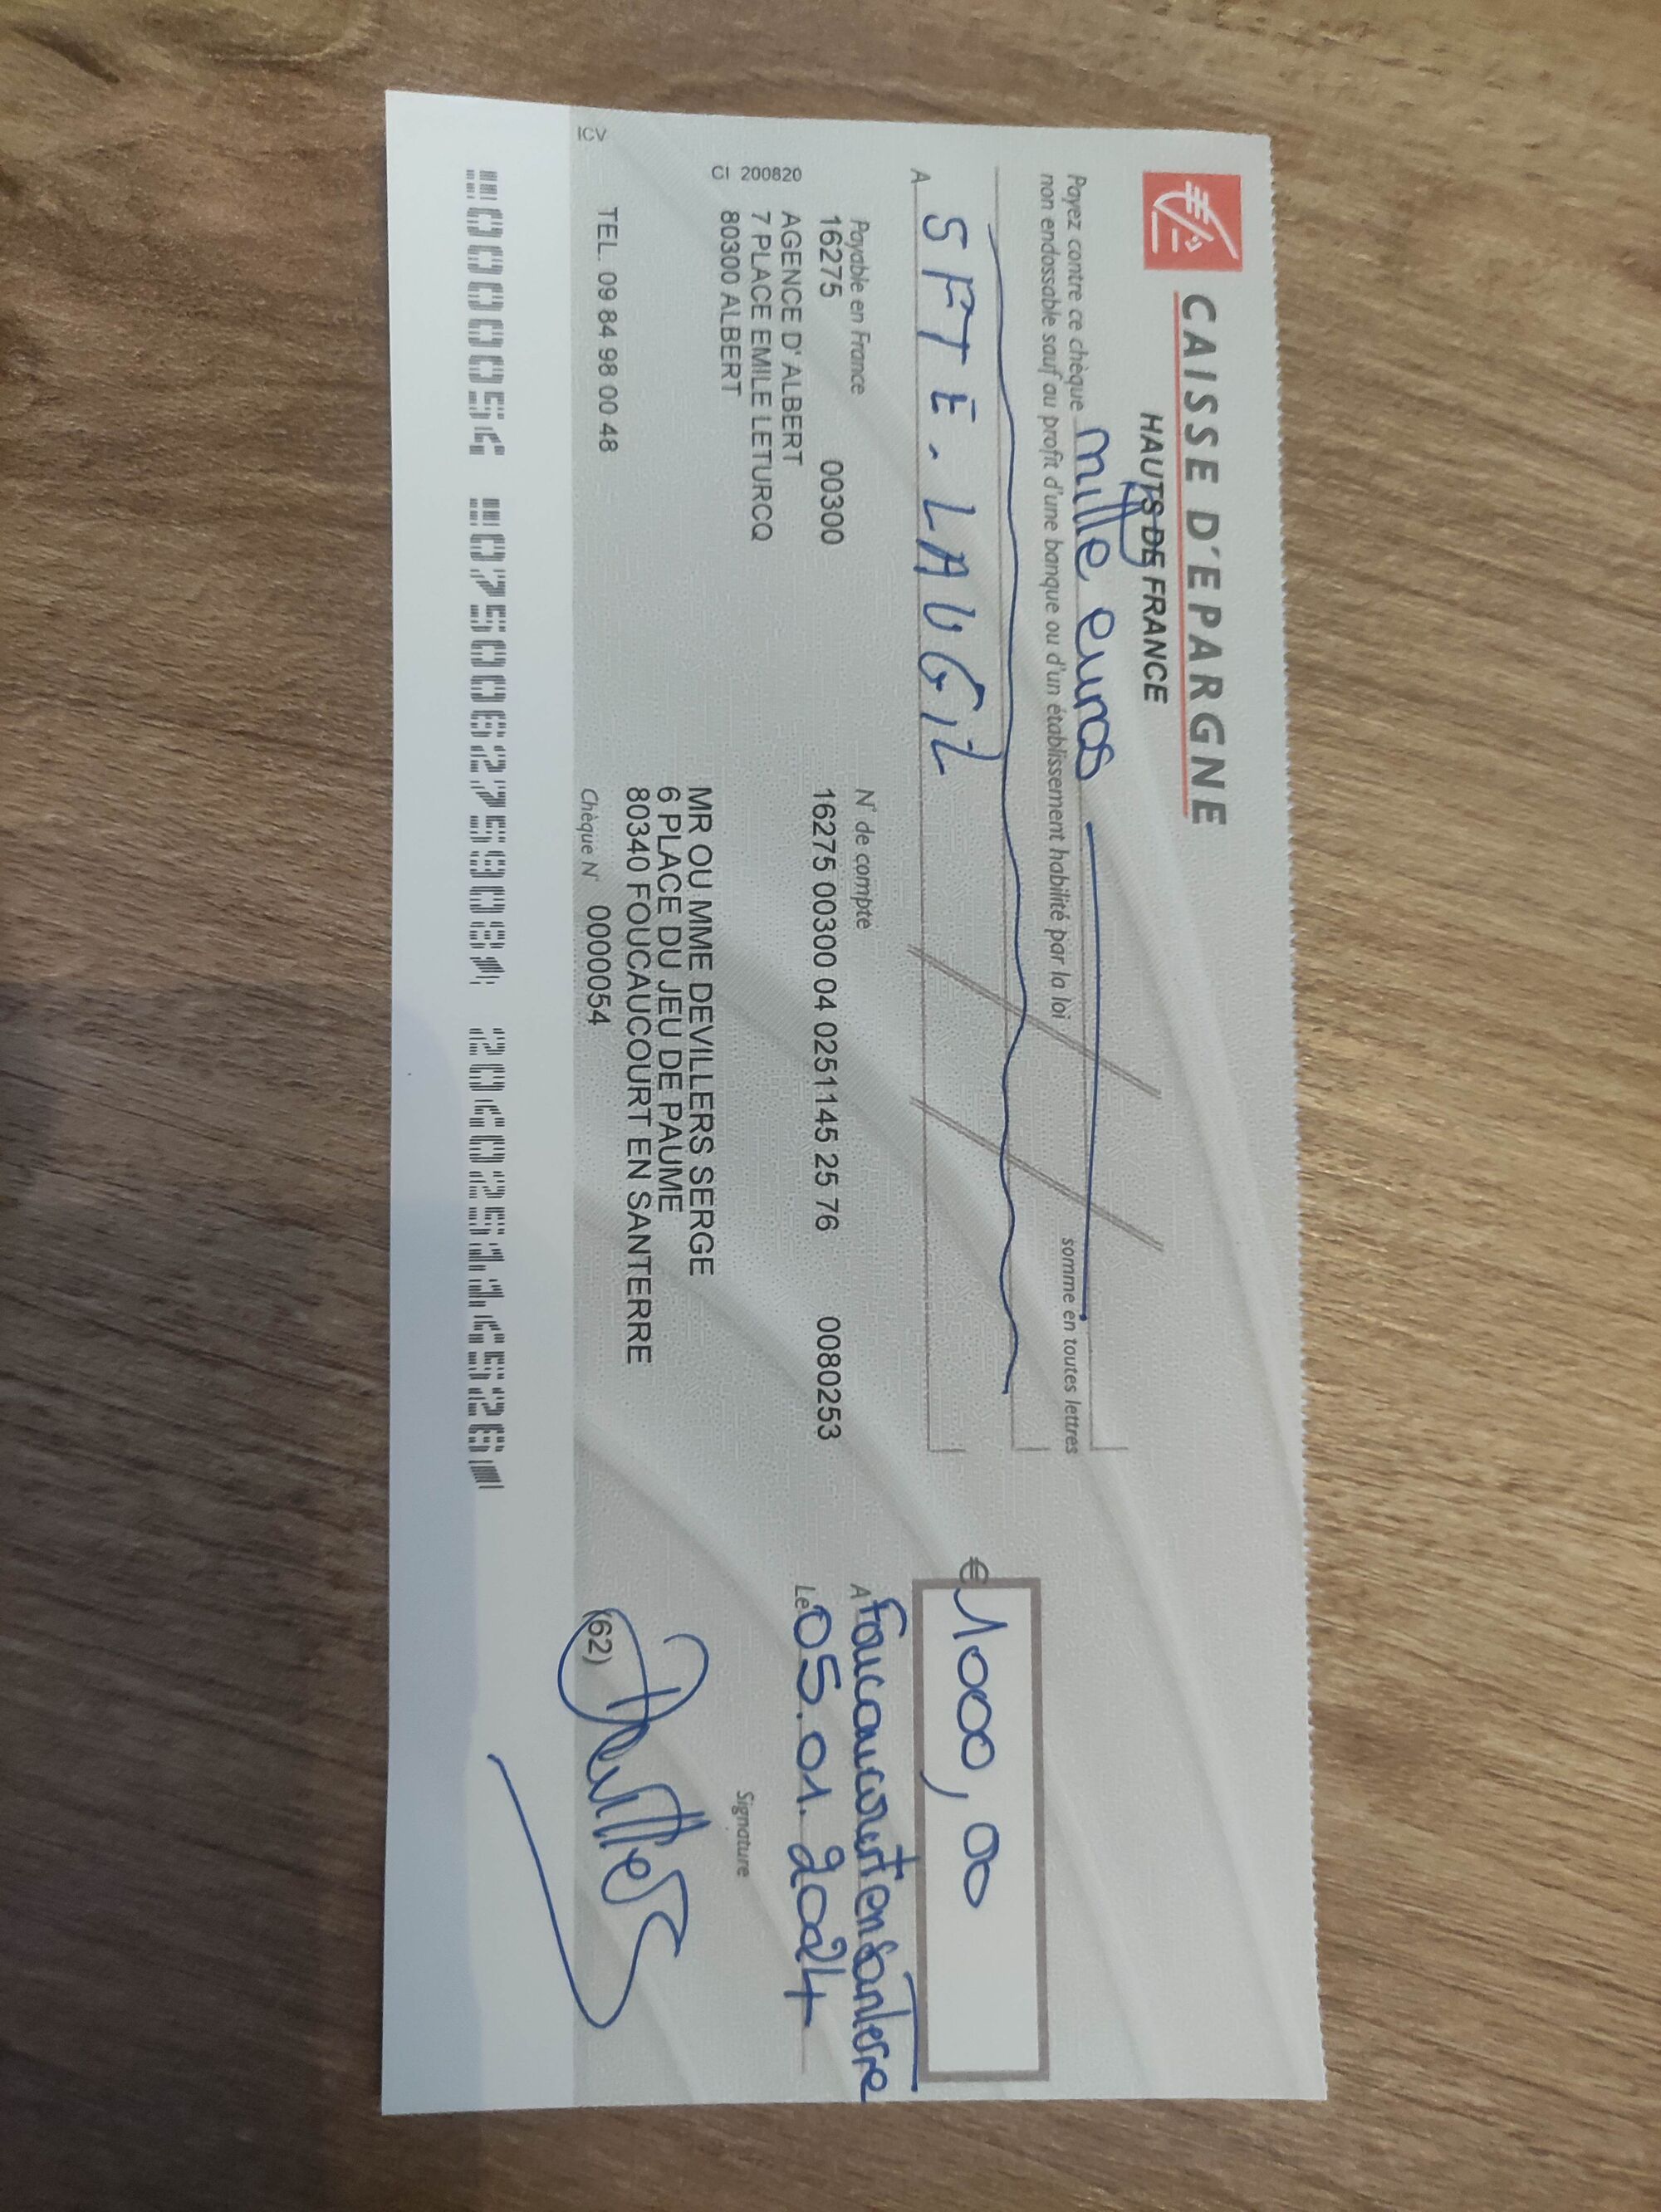 CAISSE D'EPARGNE
HAUTS DE FRANCE
Payez contre ce chèque mille euros
non endossable sauf au profit d'une banque ou d'un établissement habilité par la loi
somme en toutes lettres
A SFTE. LAUGIL
€ 1000,00
Payable en France
16275 00300
AGENCE D'ALBERT
7 PLACE EMILE LETURCQ
80300 ALBERT
CI 200820
TEL. 09 84 98 00 48
ICV
N° de compte
16275 00300 04 0251145 25 76 0080253
MR OU MME DEVILLERS SERGE
6 PLACE DU JEU DE PAUME
80340 FOUCAUCOURT EN SANTERRE
Chèque N° 0000054
A Foucaucourt en Santerre
Le 05.01.2024
Signature
(62)